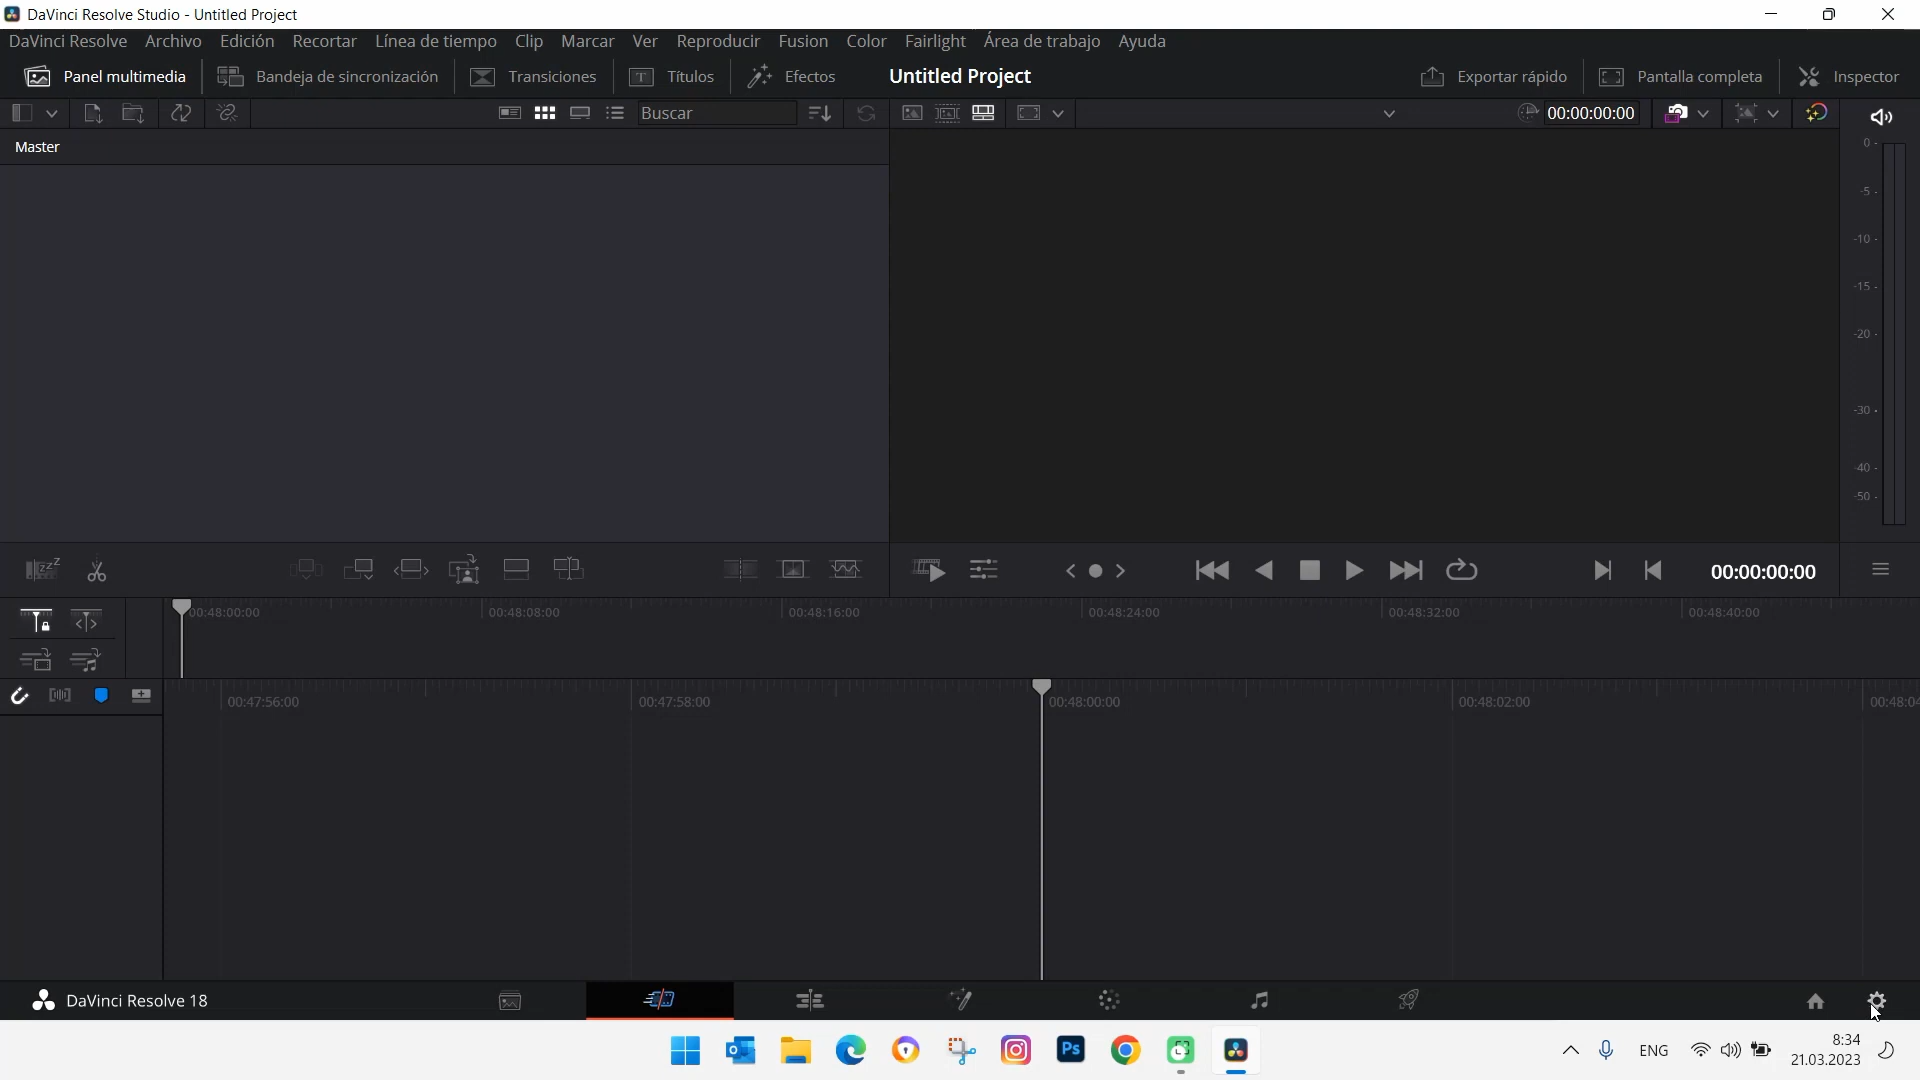 DaVinci Resolve Studio - Untitled Project
DaVinci Resolve Archivo Edición Recortar Línea de tiempo Clip Marcar Ver Reproducir Fusion Color Fairlight Área de trabajo Ayuda
Panel multimedia Bandeja de sincronización Transiciones T Títulos Efectos Untitled Project Exportar rápido Pantalla completa Inspector
Buscar 00:00:00:00
Master
0 -
-5 -
-10 -
-15 -
-20 -
-30 -
-40 -
-50 -
zzZ
00:00:00:00
00:48:00:00 00:48:08:00 00:48:16:00 00:48:24:00 00:48:32:00 00:48:40:00
00:47:56:00 00:47:58:00 00:48:00:00 00:48:02:00 00:48:04
DaVinci Resolve 18
Ps
ENG
8:34
21.03.2023